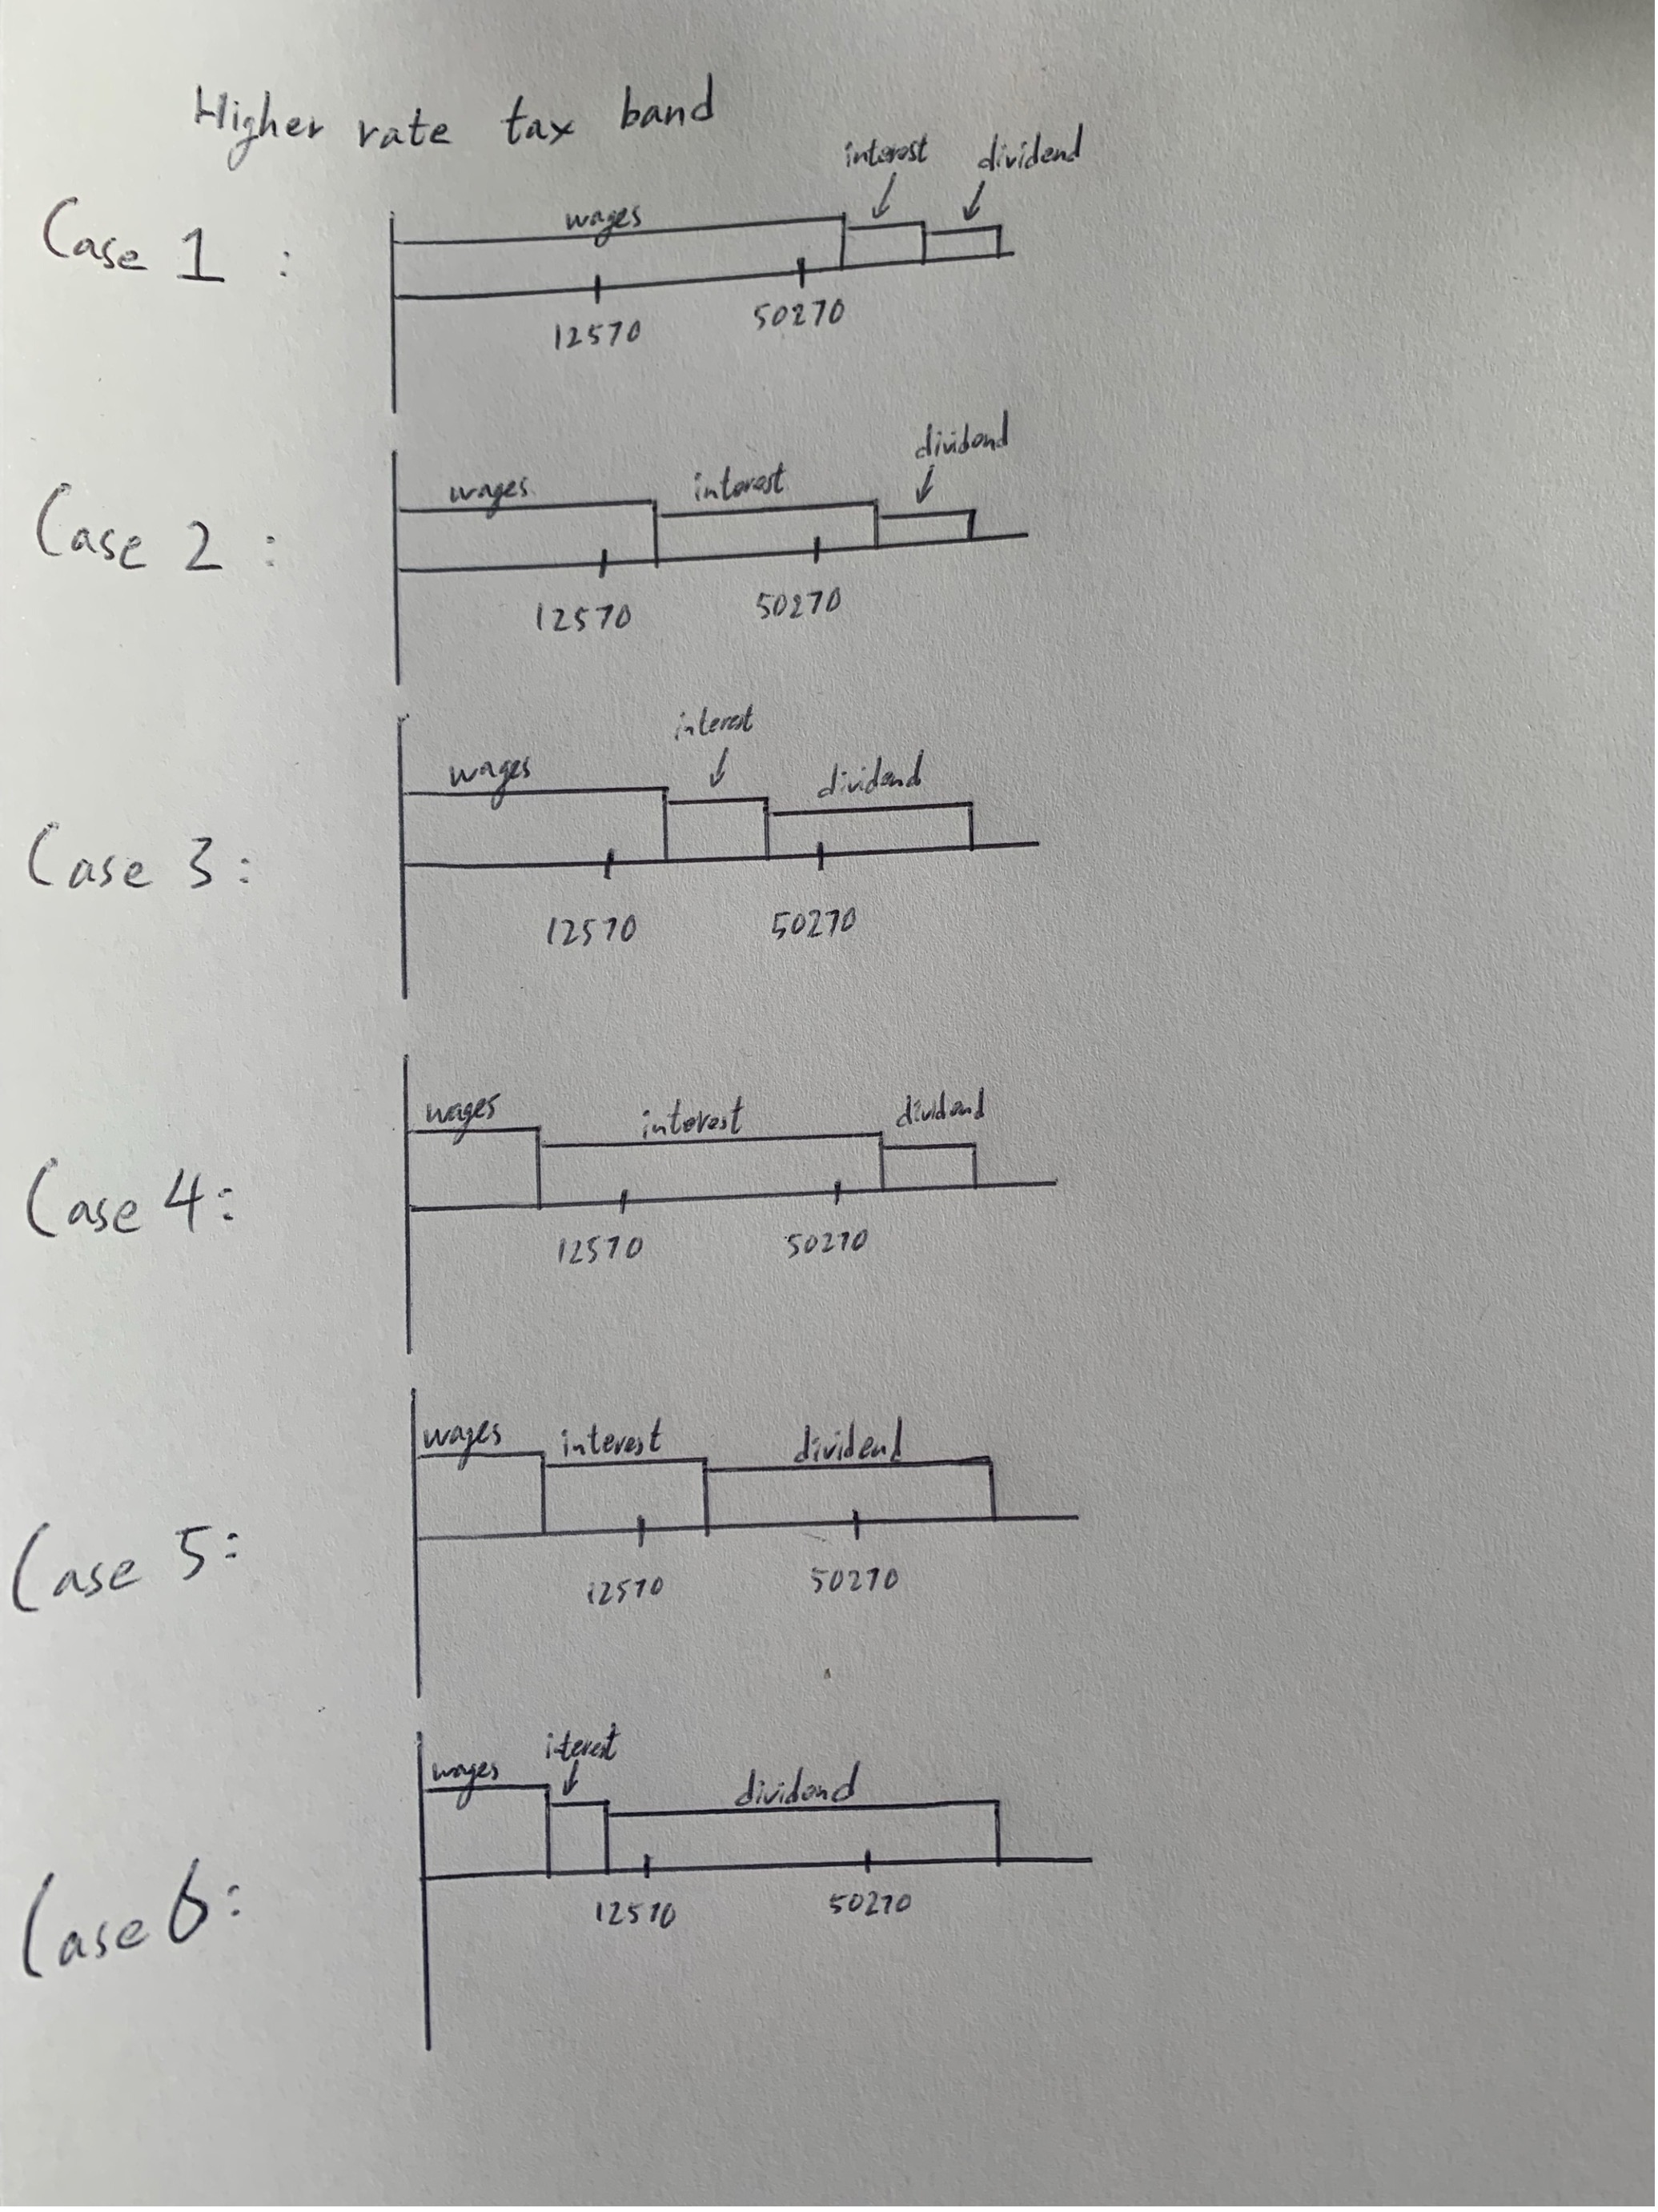 Higher rate tax band
interest dividend
wages
Case 1 :
12570 50270
dividend
wages interest
Case 2 :
12570 50270
interest
wages dividend
Case 3 :
12570 50270
wages interest dividend
Case 4 :
12570 50270
wages interest dividend
Case 5 :
12570 50270
interest
wages dividend
Case 6 :
12570 50270